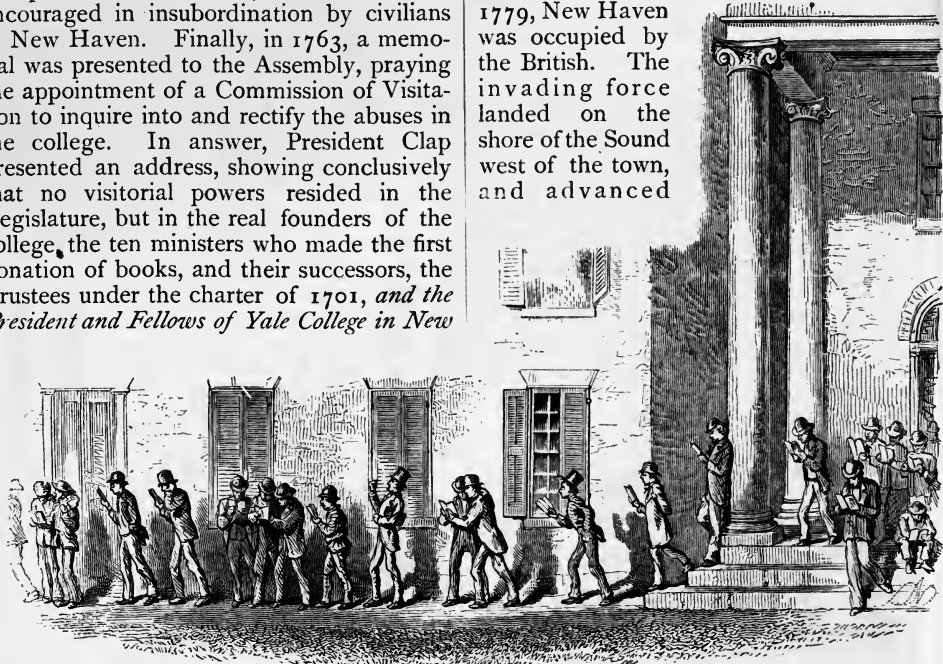 ncouraged in insubordination by civilians
New Haven. Finally, in 1763, a memo-
al was presented to the Assembly, praying
e appointment of a Commission of Visita-
on to inquire into and rectify the abuses in
e college. In answer, President Clap
resented an address, showing conclusively
at no visitorial powers resided in the
egislature, but in the real founders of the
ollege, the ten ministers who made the first
onation of books, and their successors, the
rustees under the charter of 1701, and the
resident and Fellows of Yale College in New
1779, New Haven
was occupied by
the British. The
invading force
landed on the
shore of the Sound
west of the town,
and advanced